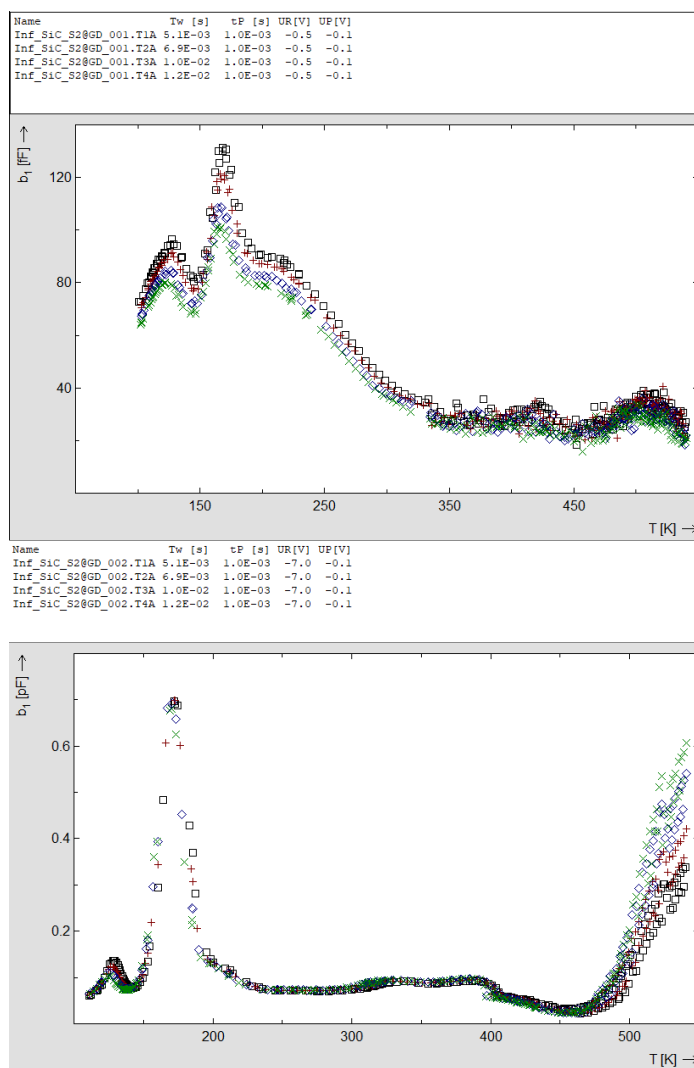 Name Tw [s] tP [s] UR[V] UP[V]
Inf_SiC_S2@GD_001.T1A 5.1E-03 1.0E-03 -0.5 -0.1
Inf_SiC_S2@GD_001.T2A 6.9E-03 1.0E-03 -0.5 -0.1
Inf_SiC_S2@GD_001.T3A 1.0E-02 1.0E-03 -0.5 -0.1
Inf_SiC_S2@GD_001.T4A 1.2E-02 1.0E-03 -0.5 -0.1
b₁ [fF] →
120
80
40
150 250 350 450
T [K] →
Name Tw [s] tP [s] UR[V] UP[V]
Inf_SiC_S2@GD_002.T1A 5.1E-03 1.0E-03 -7.0 -0.1
Inf_SiC_S2@GD_002.T2A 6.9E-03 1.0E-03 -7.0 -0.1
Inf_SiC_S2@GD_002.T3A 1.0E-02 1.0E-03 -7.0 -0.1
Inf_SiC_S2@GD_002.T4A 1.2E-02 1.0E-03 -7.0 -0.1
b₁ [pF] →
0.6
0.4
0.2
200 300 400 500
T [K] →